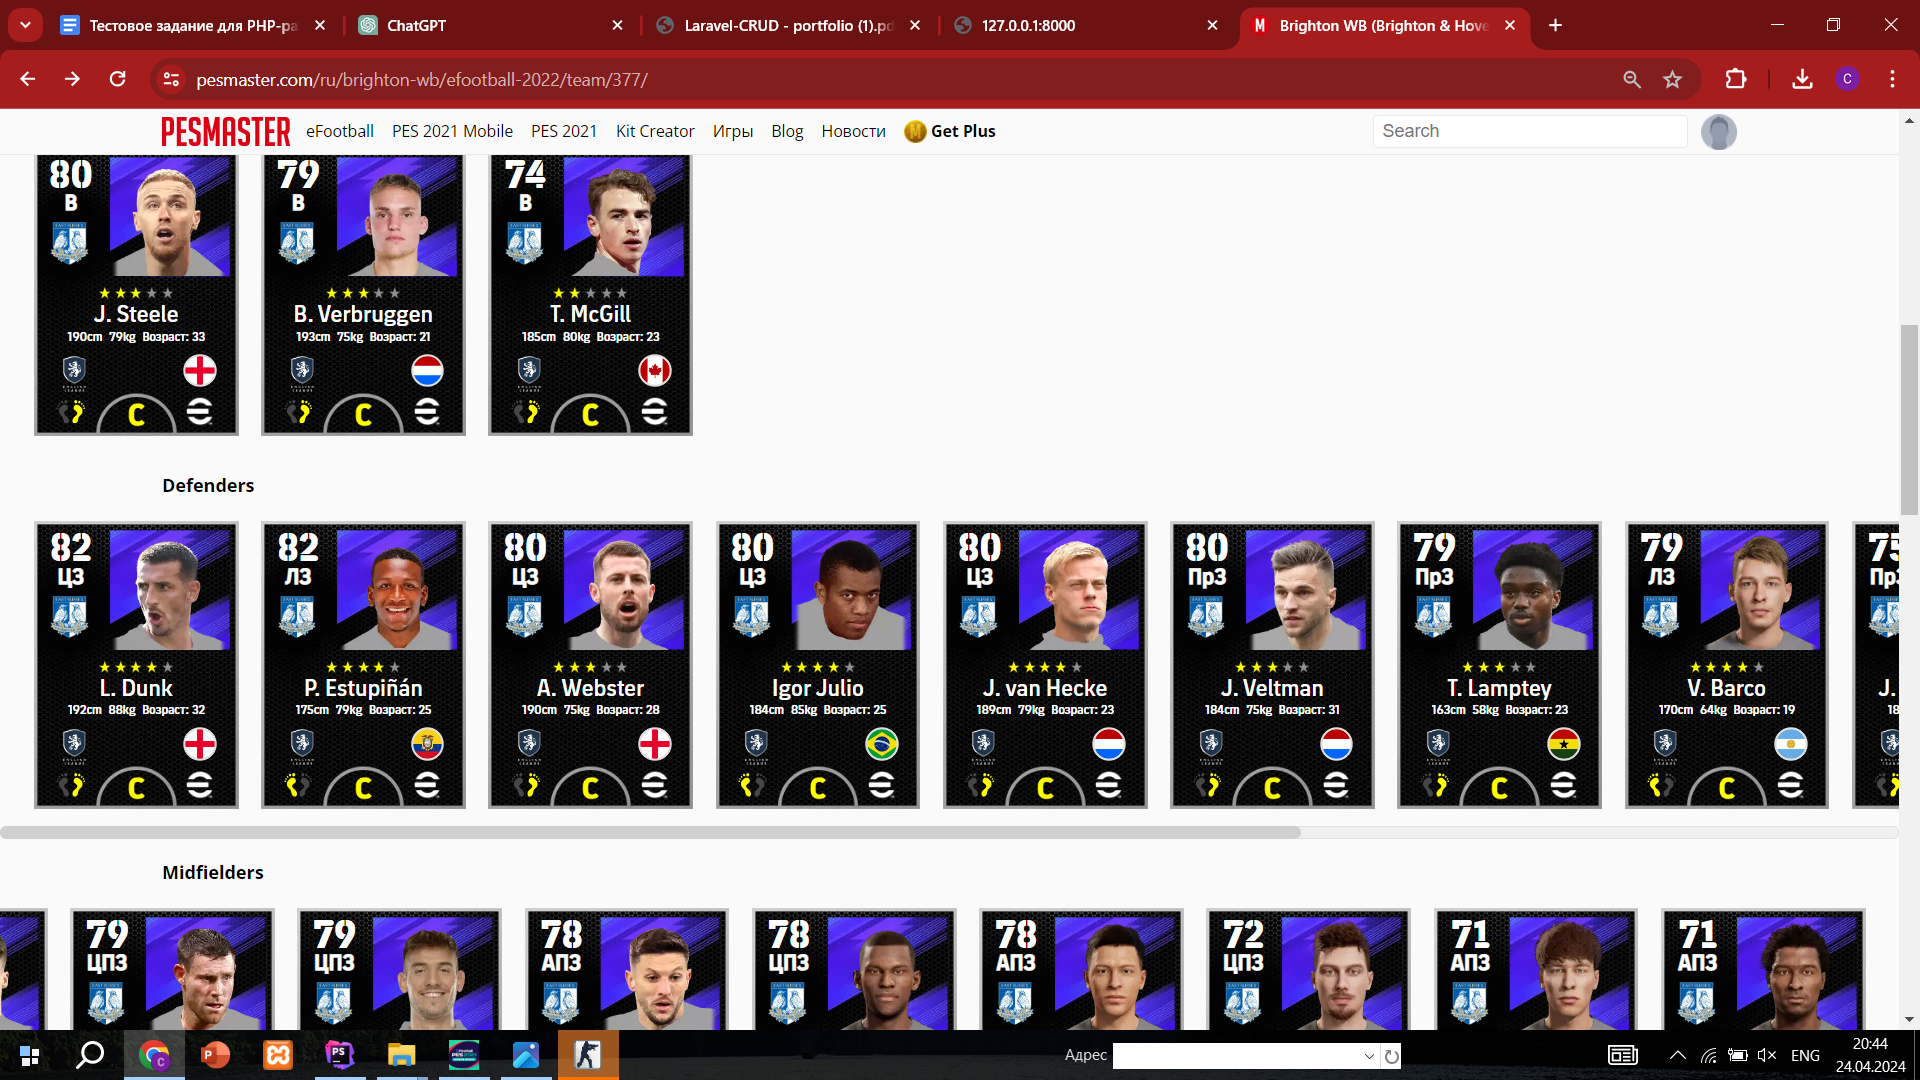 Тестовое задание для PHP-ра
ChatGPT
Laravel-CRUD - portfolio (1).pd
127.0.0.1:8000
Brighton WB (Brighton & Hove
pesmaster.com/ru/brighton-wb/efootball-2022/team/377/
C
PESMASTER
eFootball
PES 2021 Mobile
PES 2021
Kit Creator
Игры
Blog
Новости
Get Plus
Search
80
В
J. Steele
190cm 79kg Возраст: 33
C
79
В
B. Verbruggen
193cm 75kg Возраст: 21
C
74
В
T. McGill
185cm 80kg Возраст: 23
C
Defenders
82
ЦЗ
L. Dunk
192cm 88kg Возраст: 32
C
82
ЛЗ
P. Estupiñán
175cm 79kg Возраст: 25
C
80
ЦЗ
A. Webster
190cm 75kg Возраст: 28
C
80
ЦЗ
Igor Julio
184cm 85kg Возраст: 25
C
80
ЦЗ
J. van Hecke
189cm 79kg Возраст: 23
C
80
ПрЗ
J. Veltman
184cm 75kg Возраст: 31
C
79
ПрЗ
T. Lamptey
163cm 58kg Возраст: 23
C
79
ЛЗ
V. Barco
170cm 64kg Возраст: 19
C
75
ПрЗ
J.
18
Midfielders
79
ЦПЗ
79
ЦПЗ
78
АПЗ
78
ЦПЗ
78
АПЗ
72
ЦПЗ
71
АПЗ
71
АПЗ
Адрес
ENG
20:44
24.04.2024